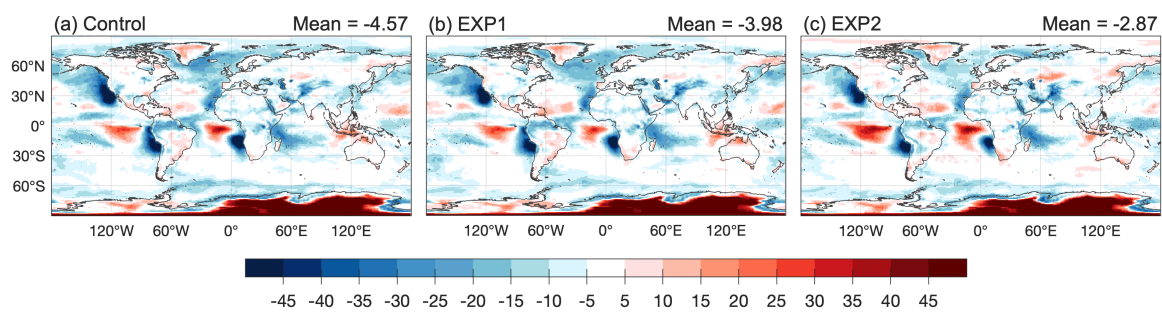 (a) Control Mean = -4.57 (b) EXP1 Mean = -3.98 (c) EXP2 Mean = -2.87
60°N
30°N
0°
30°S
60°S
120°W 60°W 0° 60°E 120°E 120°W 60°W 0° 60°E 120°E 120°W 60°W 0° 60°E 120°E
-45 -40 -35 -30 -25 -20 -15 -10 -5 5 10 15 20 25 30 35 40 45